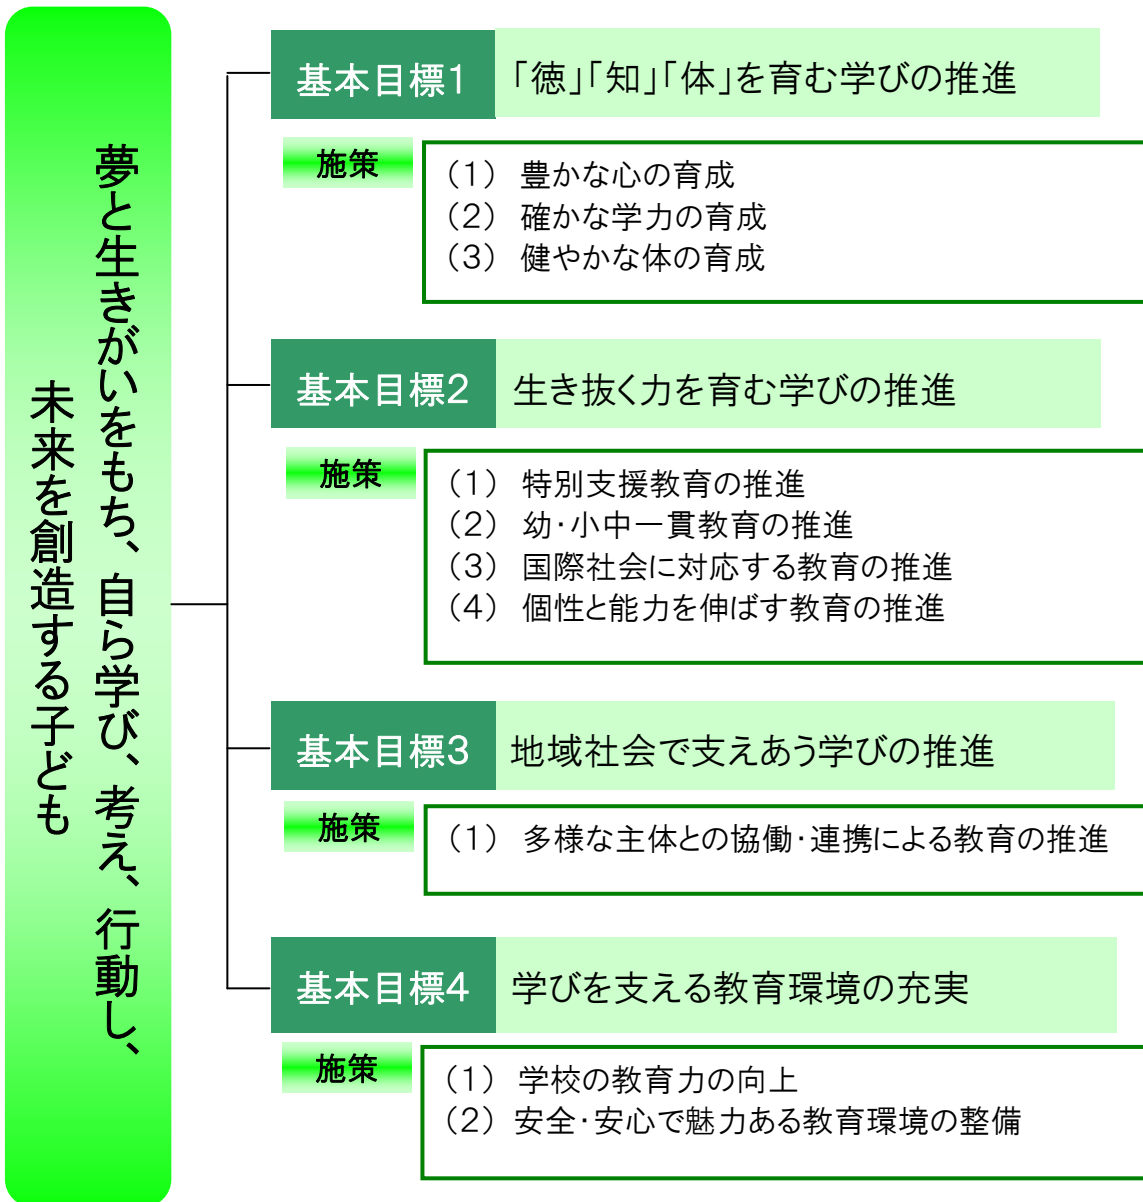 夢と生きがいをもち、自ら学び、考え、行動し、
未来を創造する子ども
基本目標1 「徳」「知」「体」を育む学びの推進
施策
（1） 豊かな心の育成
（2） 確かな学力の育成
（3） 健やかな体の育成
基本目標2 生き抜く力を育む学びの推進
施策
（1） 特別支援教育の推進
（2） 幼・小中一貫教育の推進
（3） 国際社会に対応する教育の推進
（4） 個性と能力を伸ばす教育の推進
基本目標3 地域社会で支えあう学びの推進
施策
（1） 多様な主体との協働・連携による教育の推進
基本目標4 学びを支える教育環境の充実
施策
（1） 学校の教育力の向上
（2） 安全・安心で魅力ある教育環境の整備